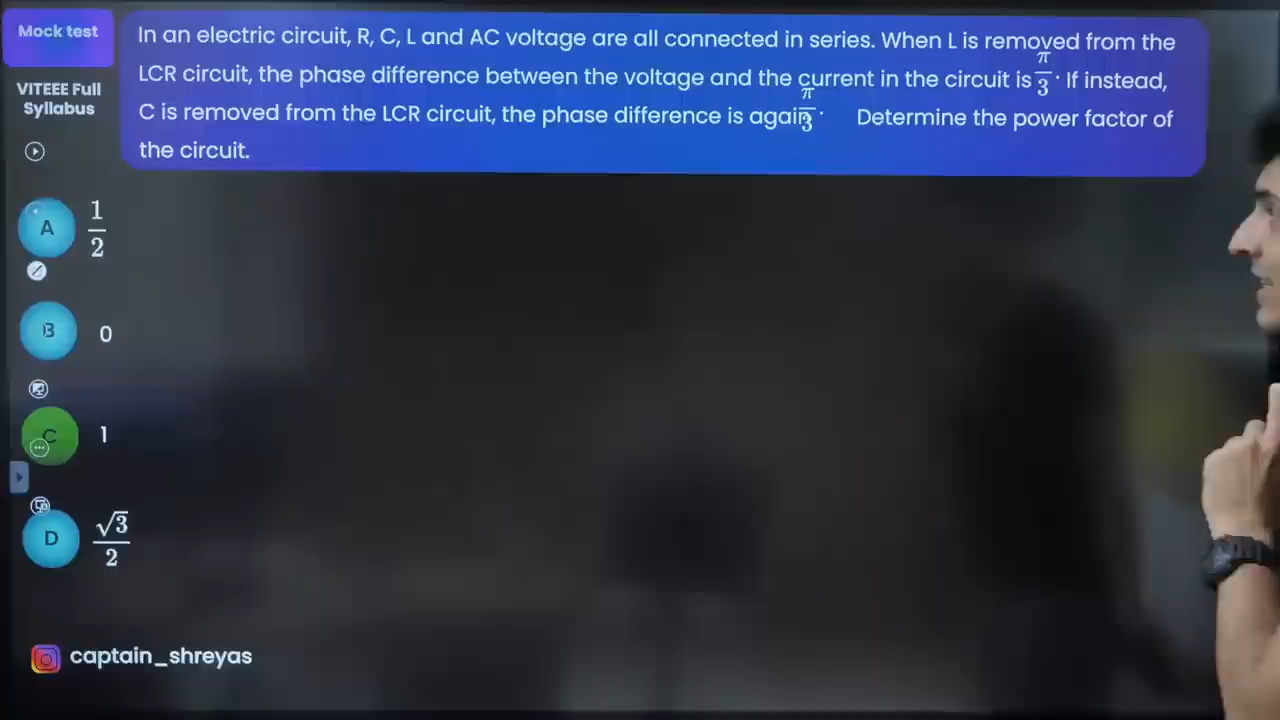 Mock test
VITEEE Full
Syllabus
In an electric circuit, R, C, L and AC voltage are all connected in series. When L is removed from the
LCR circuit, the phase difference between the voltage and the current in the circuit is π/3. If instead,
C is removed from the LCR circuit, the phase difference is again π/3. Determine the power factor of
the circuit.
A 1/2
B 0
C 1
D √3/2
captain_shreyas